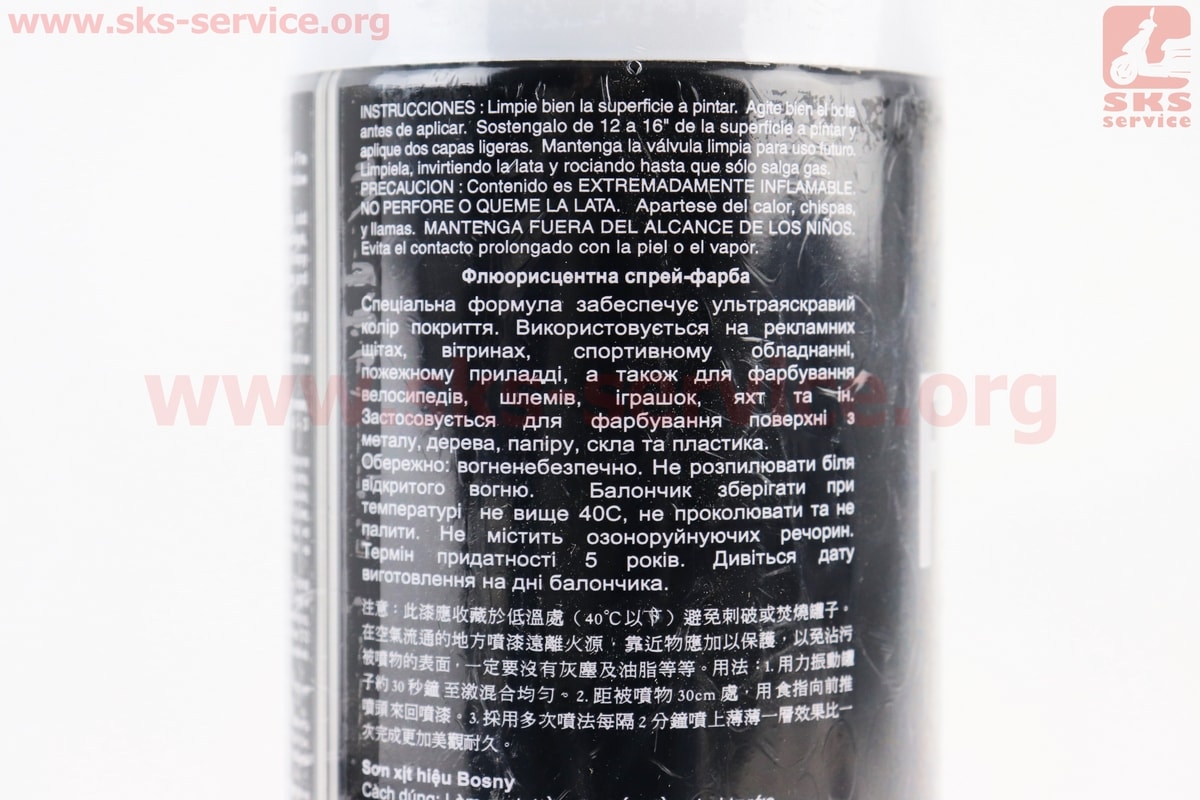 www.sks-service.org
SKS
service
INSTRUCCIONES : Limpie bien la superficie a pintar. Agite bien el bote
antes de aplicar. Sostengalo de 12 a 16" de la superficie a pintar y
aplique dos capas ligeras. Mantenga la válvula limpia para uso futuro.
Limpiela, invirtiendo la lata y rociando hasta que sólo salga gas.
PRECAUCION : Contenido es EXTREMADAMENTE INFLAMABLE.
NO PERFORE O QUEME LA LATA. Apartese del calor, chispas,
y llamas. MANTENGA FUERA DEL ALCANCE DE LOS NIÑOS.
Evita el contacto prolongado con la piel o el vapor.
Флюорисцентна спрей-фарба
Спеціальна формула забеспечує ультраяскравий
колір покриття. Використовується на рекламних
щітах, вітринах, спортивному обладнанні,
пожежному приладді, а також для фарбування
велосипедів, шлемів, іграшок, яхт та ін.
Застосовується для фарбування поверхні з
металу, дерева, папіру, скла та пластика.
Обережно: вогненебезпечно. Не розпилювати біля
відкритого вогню. Балончик зберігати при
температурі не вище 40С, не проколювати та не
палити. Не містить озоноруйнуючих речорин.
Термін придатності 5 років. Дивіться дату
виготовлення на дні балончика.
注意：此漆應收藏於低溫處（40℃以下）避免刺破或焚燒罐子。
在空氣流通的地方噴漆遠離火源，靠近物應加以保護，以免沾污
被噴物的表面，一定要沒有灰塵及油脂等等。用法：1. 用力振動罐
子約30秒鐘至漵混合均勻。2. 距被噴物30cm處，用食指向前推
噴頭來回噴漆。3. 採用多次噴法每隔2分鐘噴上薄薄一層效果比一
次完成更加美觀耐久。
Sơn xịt hiệu Bosny
Cách dùng:
www.sks-service.org